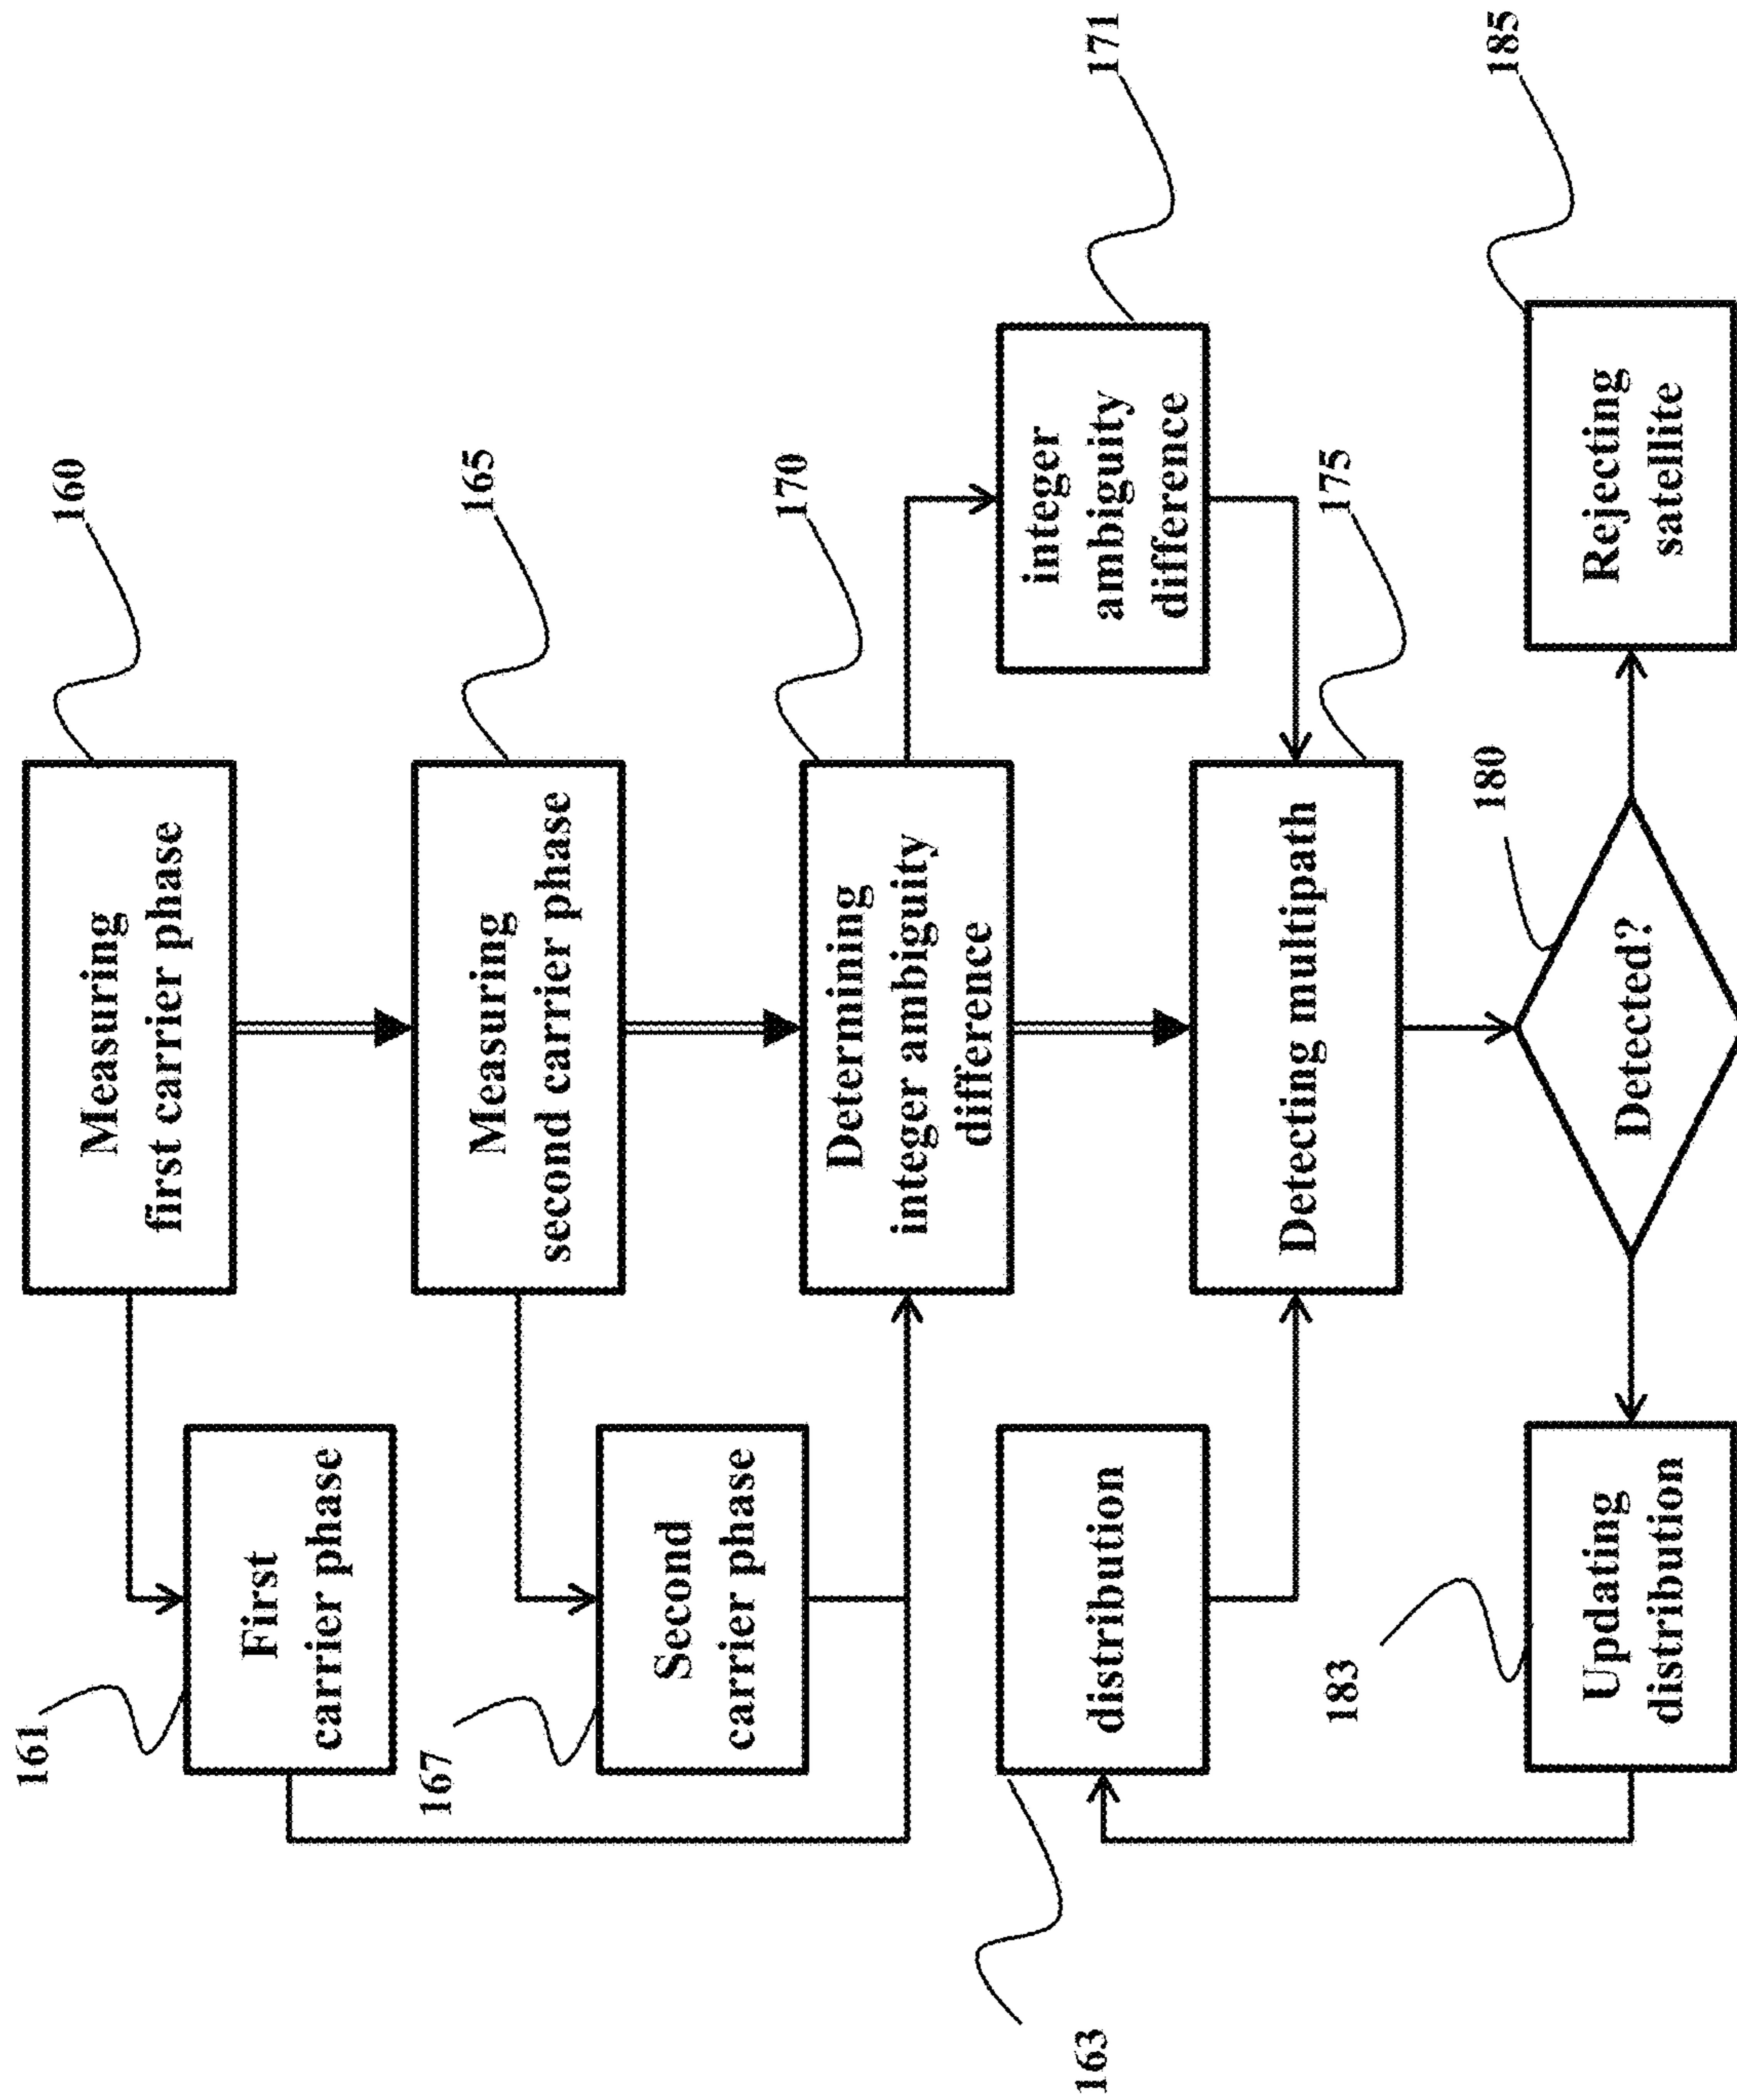 160
Measuring
first carrier phase
161
First
carrier phase
165
Measuring
second carrier phase
167
Second
carrier phase
170
Determining
integer ambiguity
difference
171
integer
ambiguity
difference
163
distribution
175
Detecting multipath
180
Detected?
183
Updating
distribution
185
Rejecting
satellite